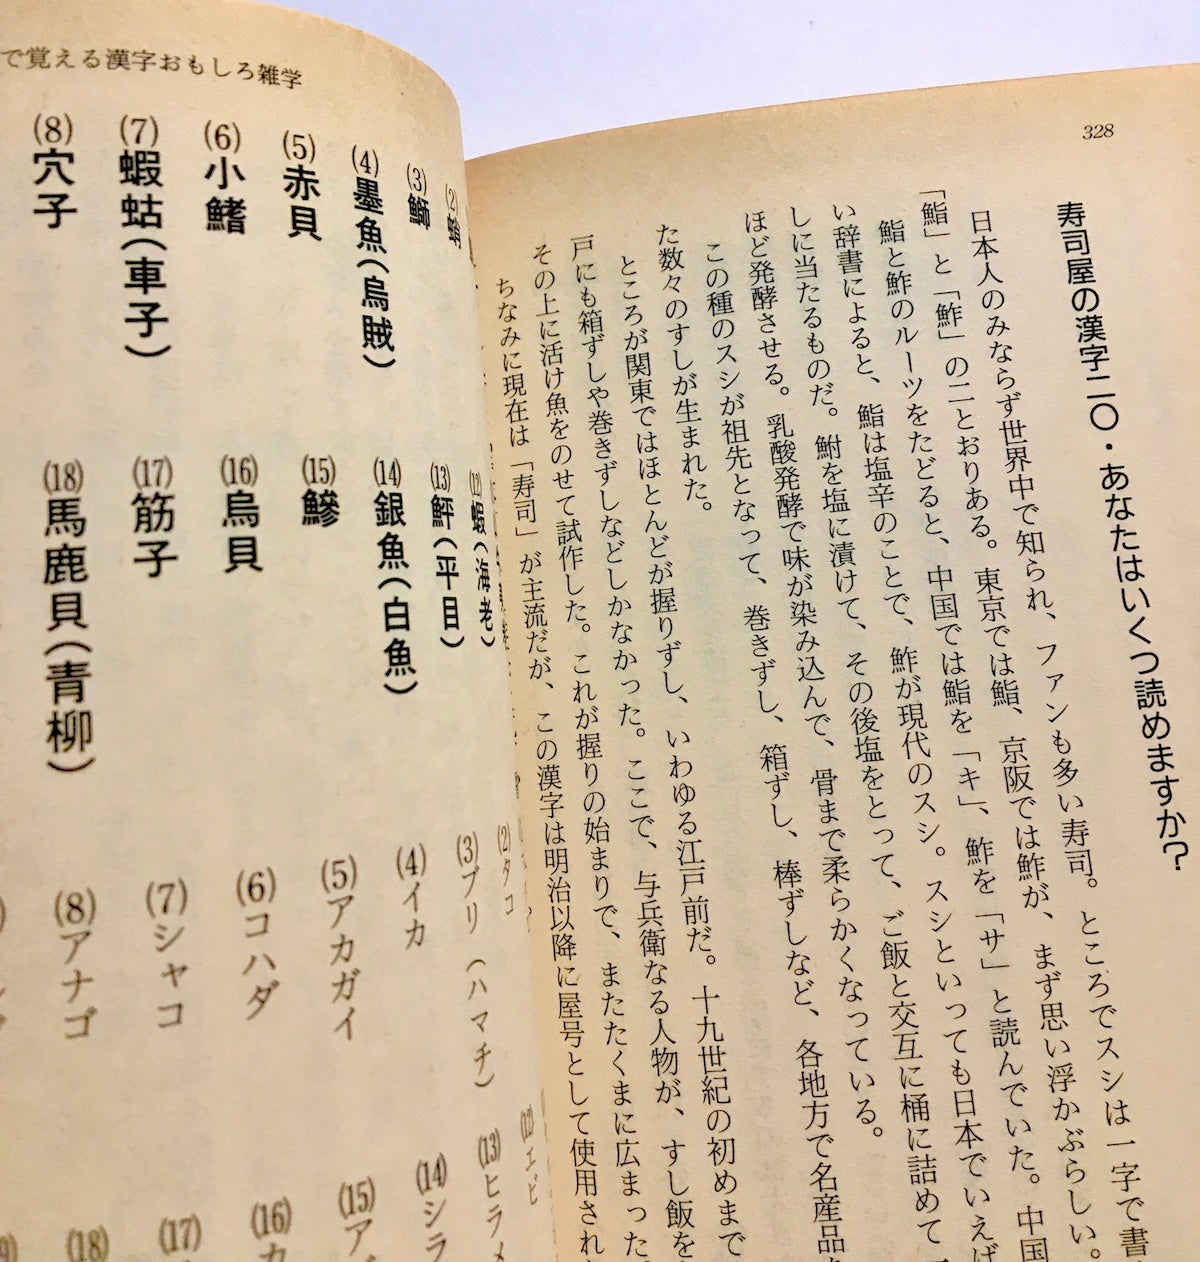 328
寿司屋の漢字二〇・あなたはいくつ読めますか?
日本人のみならず世界中で知られ、ファンも多い寿司。ところでスシは一字で書
「鮨」と「鮓」の二とおりある。東京では鮨、京阪では鮓が、まず思い浮かぶらしい。
鮨と鮓のルーツをたどると、中国では鮨を「キ」、鮓を「サ」と読んでいた。中国
い辞書によると、鮨は塩辛のことで、鮓が現代のスシ。スシといっても日本でいえば
しに当たるものだ。鮒を塩に漬けて、その後塩をとって、ご飯と交互に桶に詰めて一
ほど発酵させる。乳酸発酵で味が染み込んで、骨まで柔らかくなっている。
この種のスシが祖先となって、巻きずし、箱ずし、棒ずしなど、各地方で名産品
た数々のすしが生まれた。
ところが関東ではほとんどが握りずし、いわゆる江戸前だ。十九世紀の初めまで
戸にも箱ずしや巻きずしなどしかなかった。ここで、与兵衛なる人物が、すし飯を
その上に活け魚をのせて試作した。これが握りの始まりで、またたくまに広まった。
ちなみに現在は「寿司」が主流だが、この漢字は明治以降に屋号として使用され
で覚える漢字おもしろ雑学
(2)
(3)鰤
(4)墨魚(烏賊)
(5)赤貝
(6)小鰭
(7)蝦蛄(車子)
(8)穴子
(12)蝦(海老)
(13)鮃(平目)
(14)銀魚(白魚)
(15)鯵
(16)烏貝
(17)筋子
(18)馬鹿貝(青柳)
(2)タコ
(3)ブリ(ハマチ)
(4)イカ
(5)アカガイ
(6)コハダ
(7)シャコ
(8)アナゴ
(12)エビ
(13)ヒラメ
(14)シラ
(15)ア
(16)カ
(17)
(18)